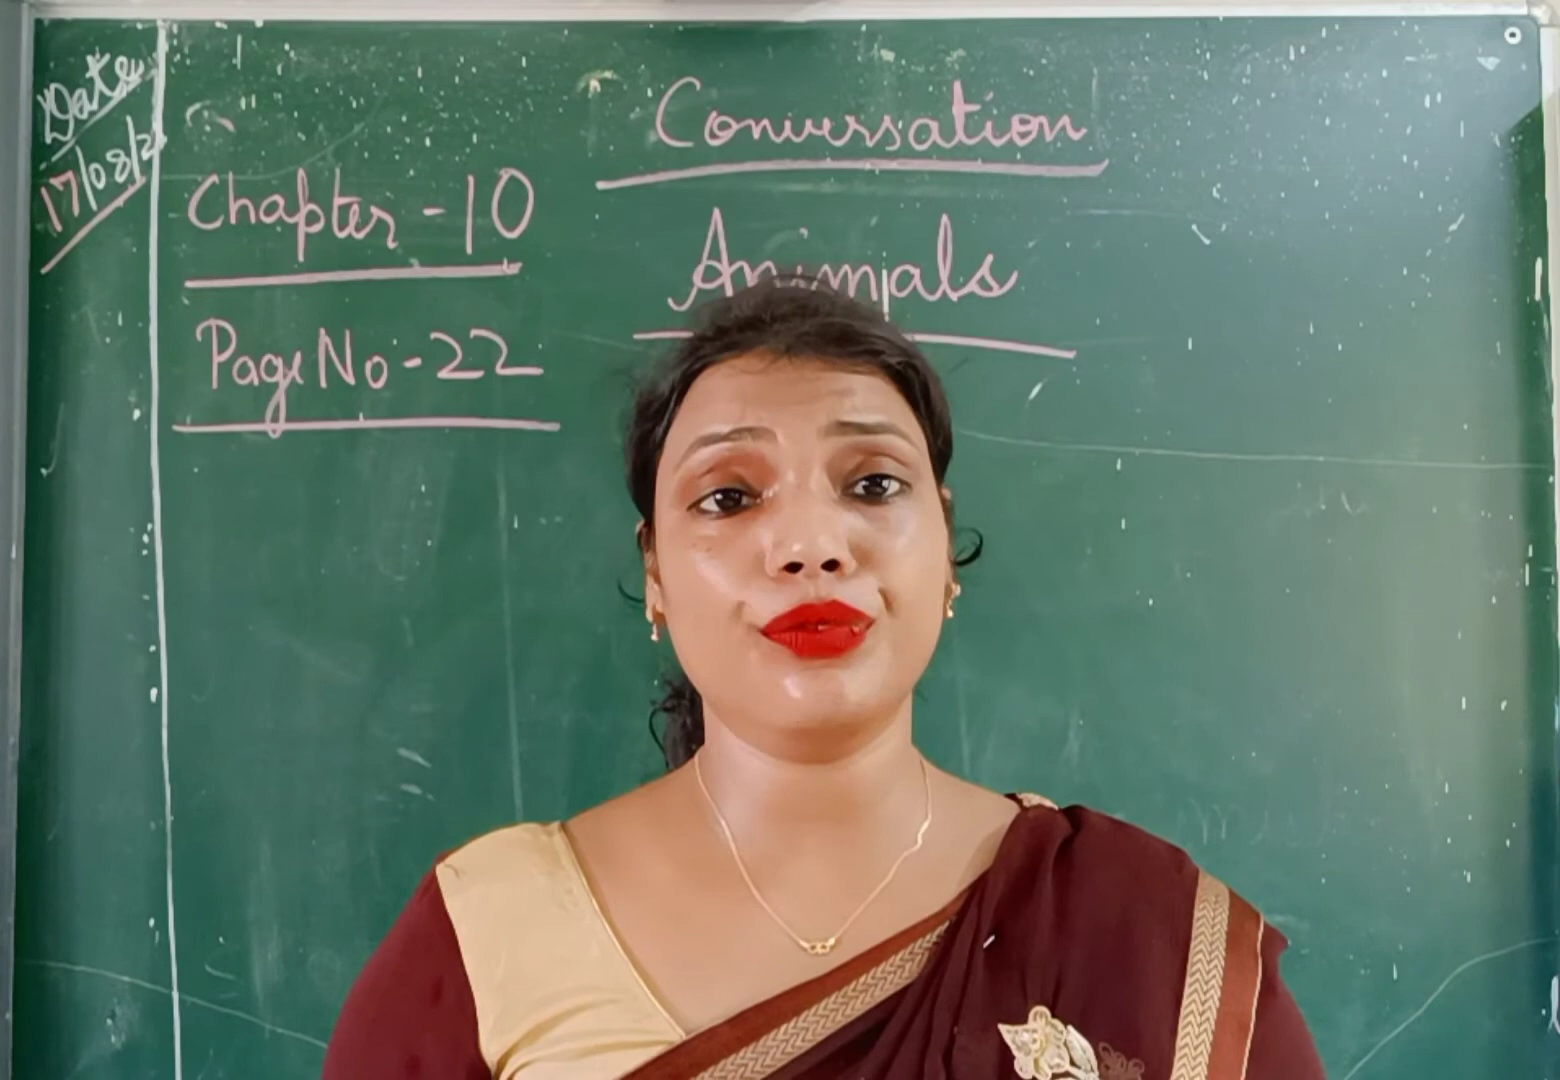 Date
17/08/2
Conversation
Chapter - 10
Animals
Page No - 22